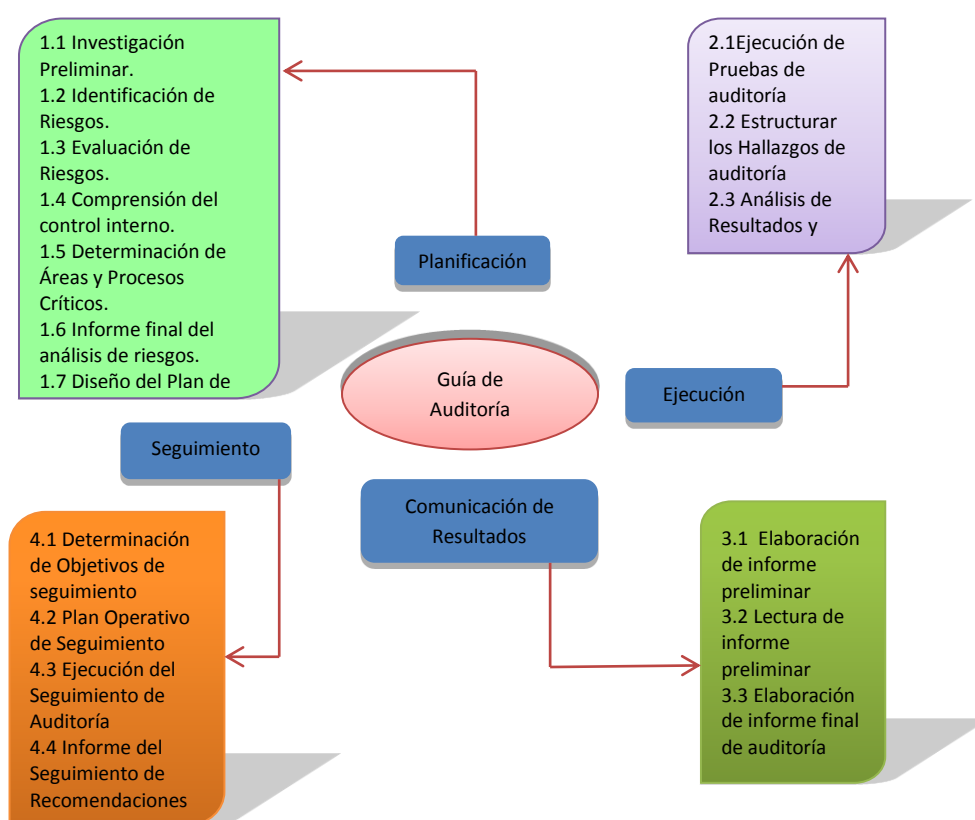 1.1 Investigación
Preliminar.
1.2 Identificación de
Riesgos.
1.3 Evaluación de
Riesgos.
1.4 Comprensión del
control interno.
1.5 Determinación de
Áreas y Procesos
Críticos.
1.6 Informe final del
análisis de riesgos.
1.7 Diseño del Plan de
2.1Ejecución de
Pruebas de
auditoría
2.2 Estructurar
los Hallazgos de
auditoría
2.3 Análisis de
Resultados y
Planificación
Guía de
Auditoría
Ejecución
Seguimiento
Comunicación de
Resultados
4.1 Determinación
de Objetivos de
seguimiento
4.2 Plan Operativo
de Seguimiento
4.3 Ejecución del
Seguimiento de
Auditoría
4.4 Informe del
Seguimiento de
Recomendaciones
3.1 Elaboración
de informe
preliminar
3.2 Lectura de
informe
preliminar
3.3 Elaboración
de informe final
de auditoría